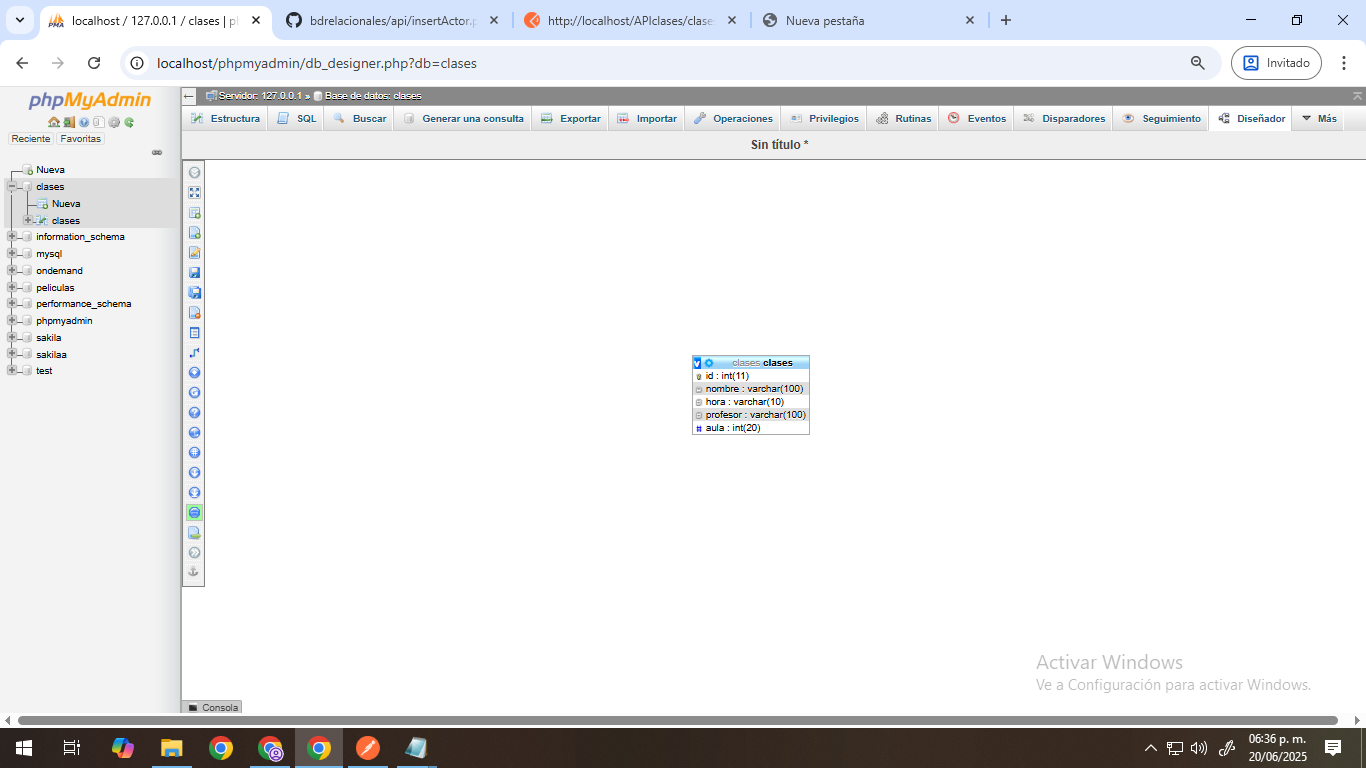 localhost / 127.0.0.1 / clases | pl
bdrelacionales/api/insertActor.p
http://localhost/APIclases/clase
Nueva pestaña
localhost/phpmyadmin/db_designer.php?db=clases
Invitado
phpMyAdmin
Reciente Favoritas
Nueva
clases
Nueva
clases
information_schema
mysql
ondemand
peliculas
performance_schema
phpmyadmin
sakila
sakilaa
test
Servidor: 127.0.0.1 » Base de datos: clases
Estructura SQL Buscar Generar una consulta Exportar Importar Operaciones Privilegios Rutinas Eventos Disparadores Seguimiento Diseñador Más
Sin título *
clases clases
id : int(11)
nombre : varchar(100)
hora : varchar(10)
profesor : varchar(100)
aula : int(20)
Activar Windows
Ve a Configuración para activar Windows.
Consola
06:36 p. m.
20/06/2025